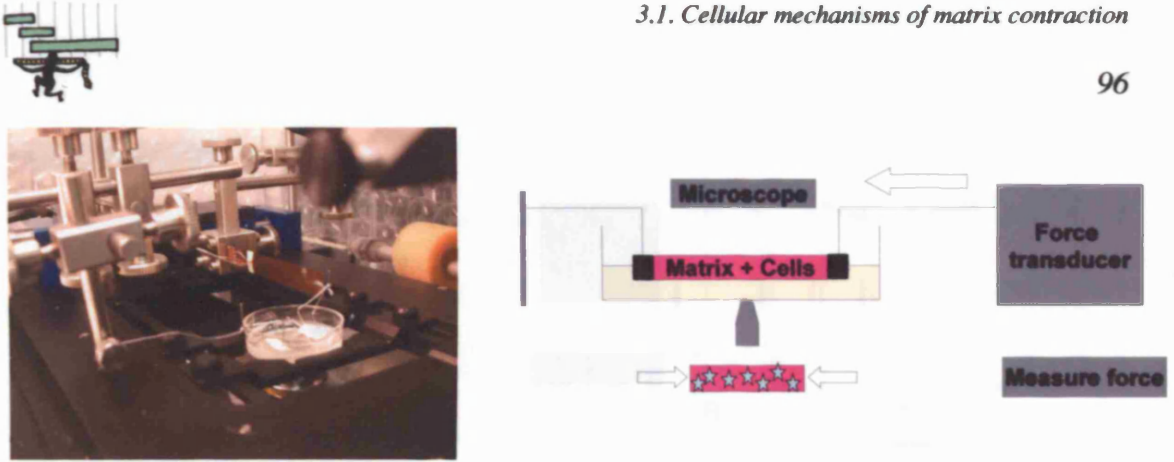 3.1. Cellular mechanisms of matrix contraction
96
Microscope
Force
transducer
Matrix + Cells
Measure force